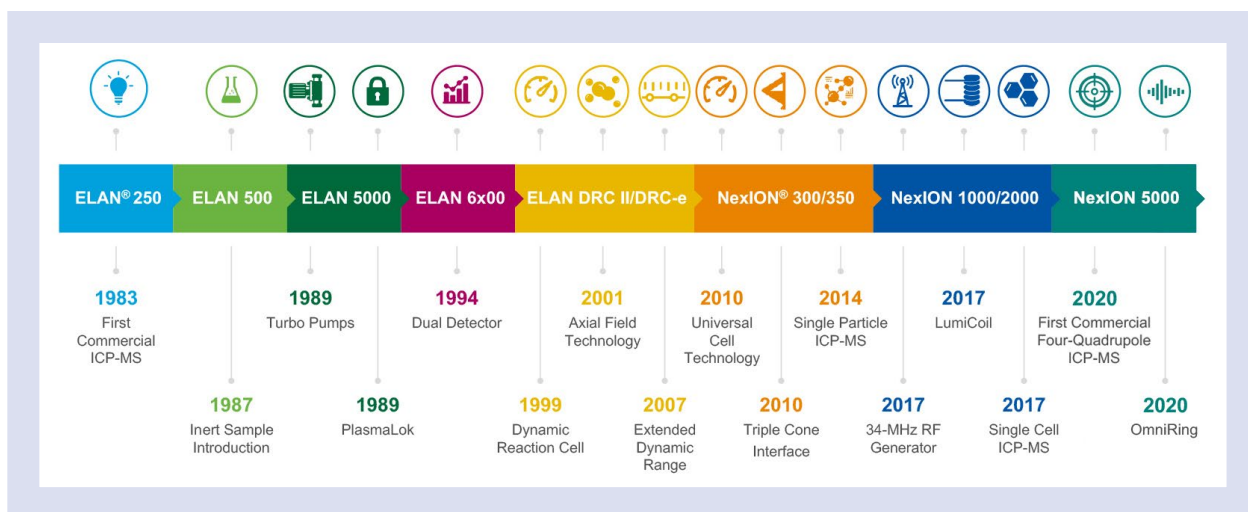 ELAN® 250
ELAN 500
ELAN 5000
ELAN 6x00
ELAN DRC II/DRC-e
NexION® 300/350
NexION 1000/2000
NexION 5000
1983
First
Commercial
ICP-MS
1987
Inert Sample
Introduction
1989
Turbo Pumps
1989
PlasmaLok
1994
Dual Detector
1999
Dynamic
Reaction Cell
2001
Axial Field
Technology
2007
Extended
Dynamic
Range
2010
Universal
Cell
Technology
2010
Triple Cone
Interface
2014
Single Particle
ICP-MS
2017
34-MHz RF
Generator
2017
LumiCoil
2017
Single Cell
ICP-MS
2020
First Commercial
Four-Quadrupole
ICP-MS
2020
OmniRing